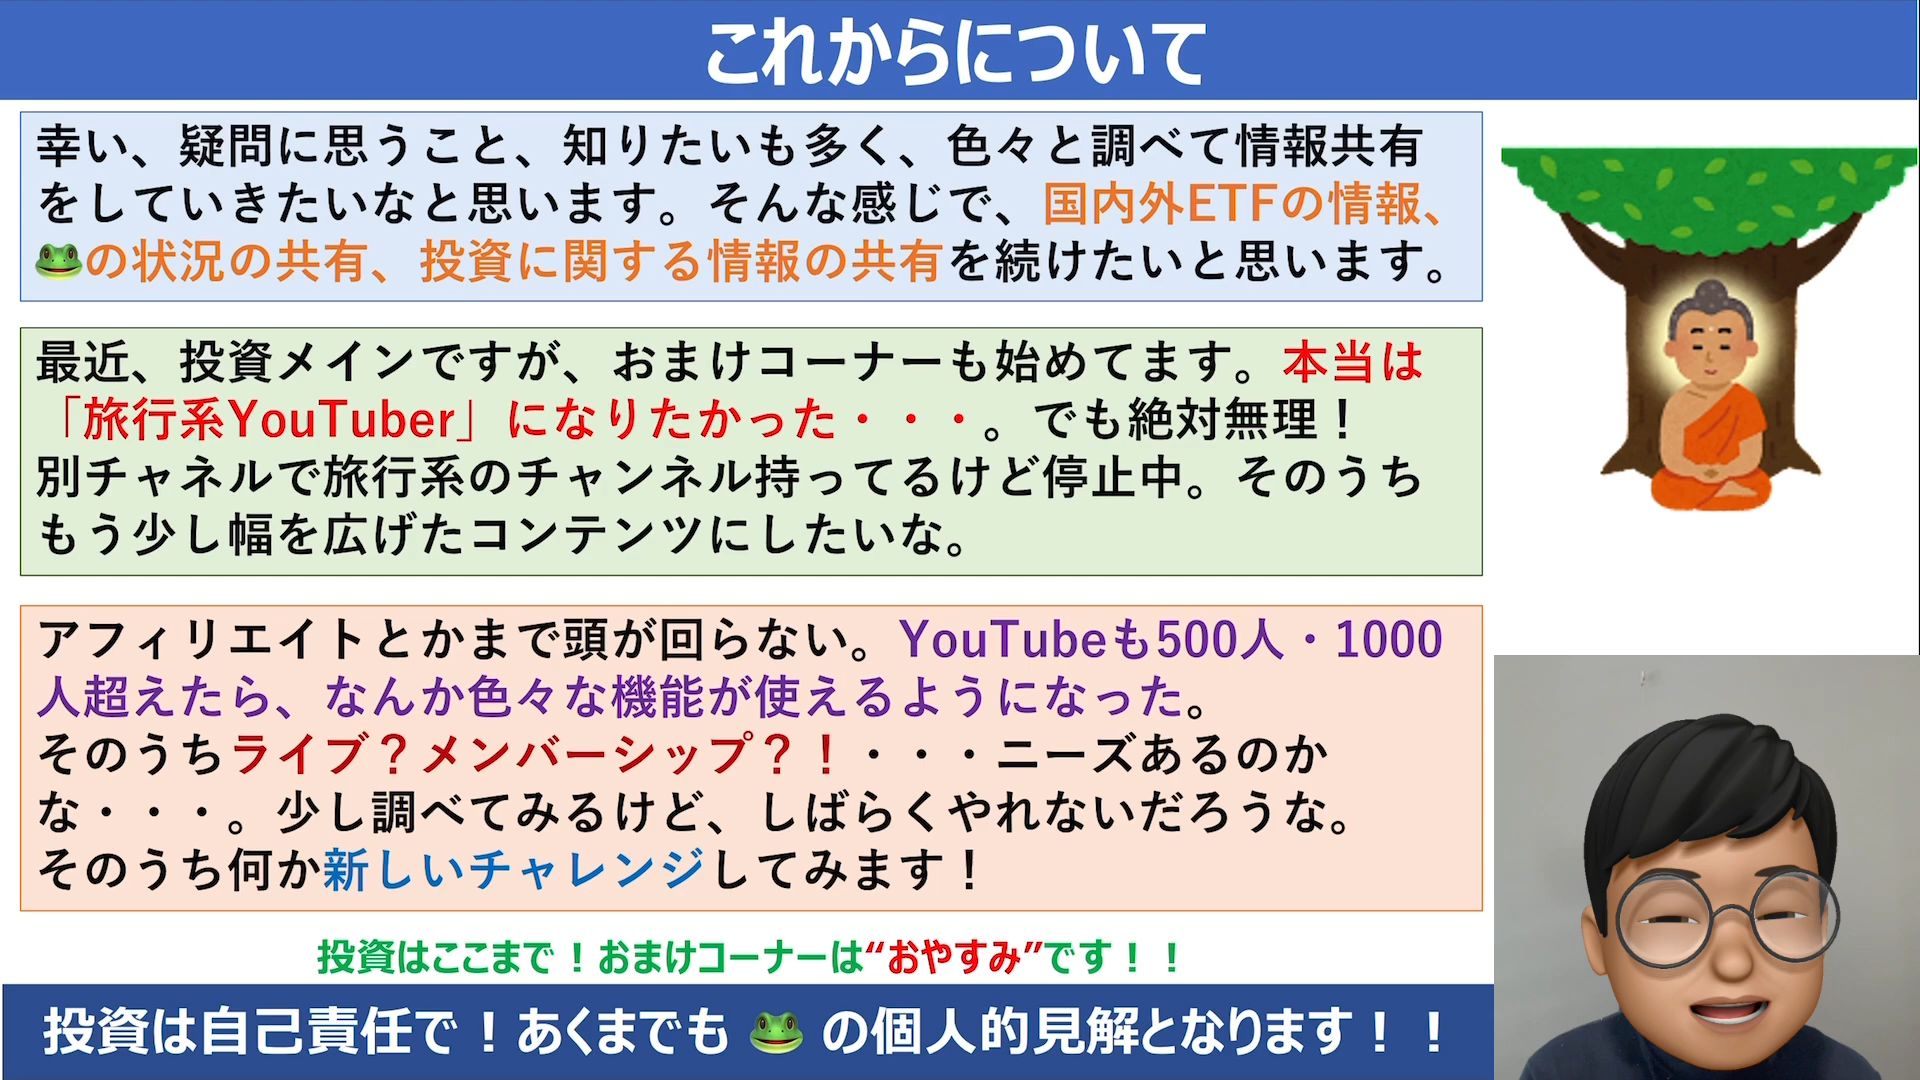 これからについて
幸い、疑問に思うこと、知りたいも多く、色々と調べて情報共有
をしていきたいなと思います。そんな感じで、国内外ETFの情報、
🐸の状況の共有、投資に関する情報の共有を続けたいと思います。
最近、投資メインですが、おまけコーナーも始めてます。本当は
「旅行系YouTuber」になりたかった・・・。でも絶対無理！
別チャネルで旅行系のチャンネル持ってるけど停止中。そのうち
もう少し幅を広げたコンテンツにしたいな。
アフィリエイトとかまで頭が回らない。YouTubeも500人・1000
人超えたら、なんか色々な機能が使えるようになった。
そのうちライブ？メンバーシップ？！・・・ニーズあるのか
な・・・。少し調べてみるけど、しばらくやれないだろうな。
そのうち何か新しいチャレンジしてみます！
投資はここまで！おまけコーナーは“おやすみ”です！！
投資は自己責任で！あくまでも 🐸 の個人的見解となります！！